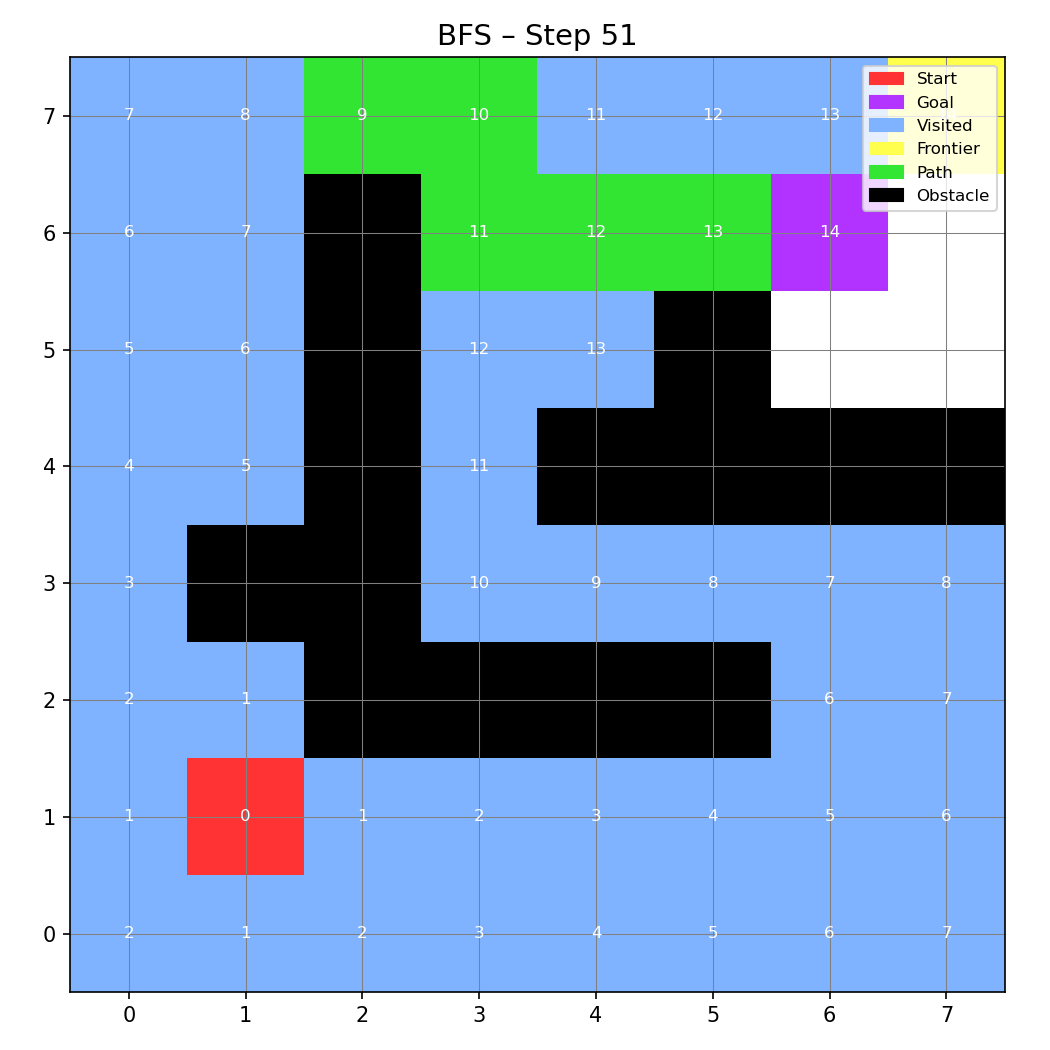 BFS – Step 51
Start
Goal
Visited
Frontier
Path
Obstacle
7 7 8 9 10 11 12 13
6 6 7 11 12 13 14
5 5 6 12 13
4 4 5 11
3 3 10 9 8 7 8
2 2 1 6 7
1 1 0 1 2 3 4 5 6
0 2 1 2 3 4 5 6 7
0 1 2 3 4 5 6 7